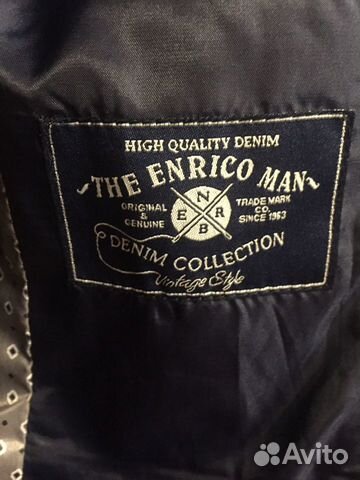 HIGH QUALITY DENIM
THE ENRICO MAN
ORIGINAL & GENUINE
N
E R
B
TRADE MARK CO. SINCE 1963
DENIM COLLECTION
Vintage Style
Avito